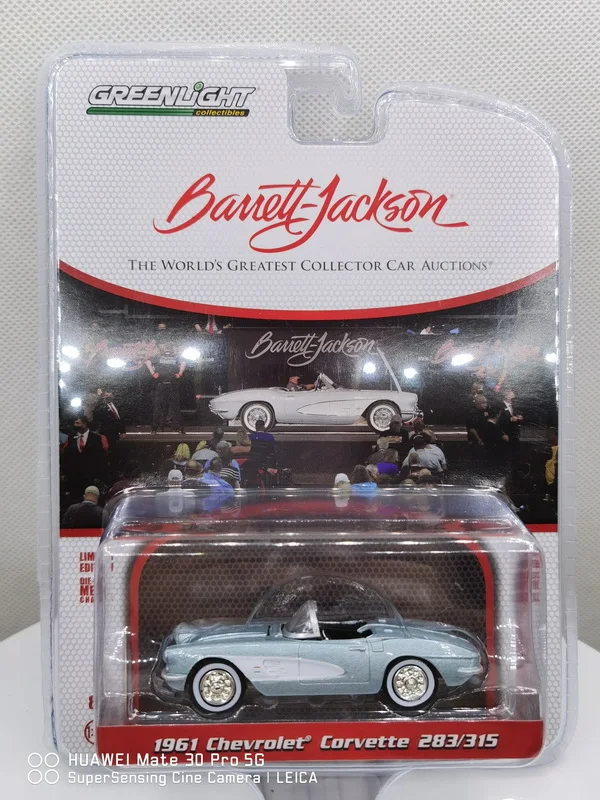 GREENLIGHT
collectibles
Barrett-Jackson
THE WORLD'S GREATEST COLLECTOR CAR AUCTIONS®
Barrett-Jackson
1961 Chevrolet® Corvette 283/315
HUAWEI Mate 30 Pro 5G
SuperSensing Cine Camera | LEICA